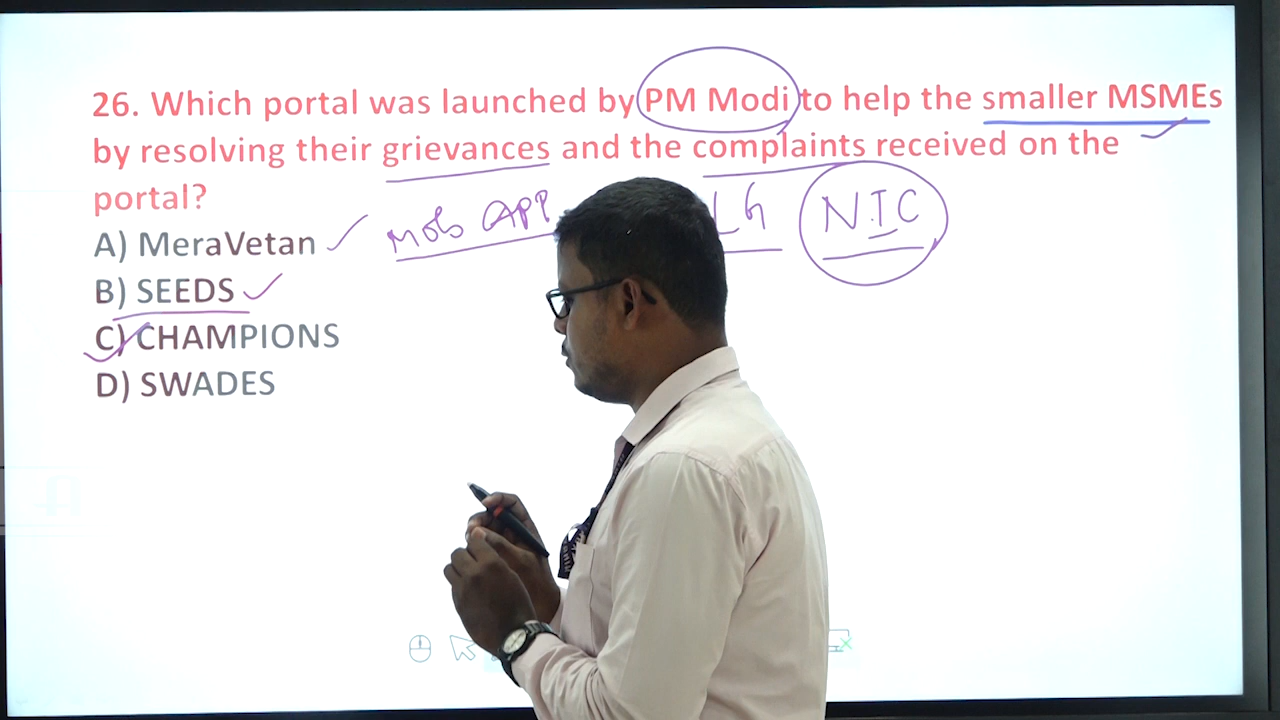 26. Which portal was launched by PM Modi to help the smaller MSMEs
by resolving their grievances and the complaints received on the
portal?
Mob APP NIC
A) MeraVetan
B) SEEDS
C) CHAMPIONS
D) SWADES